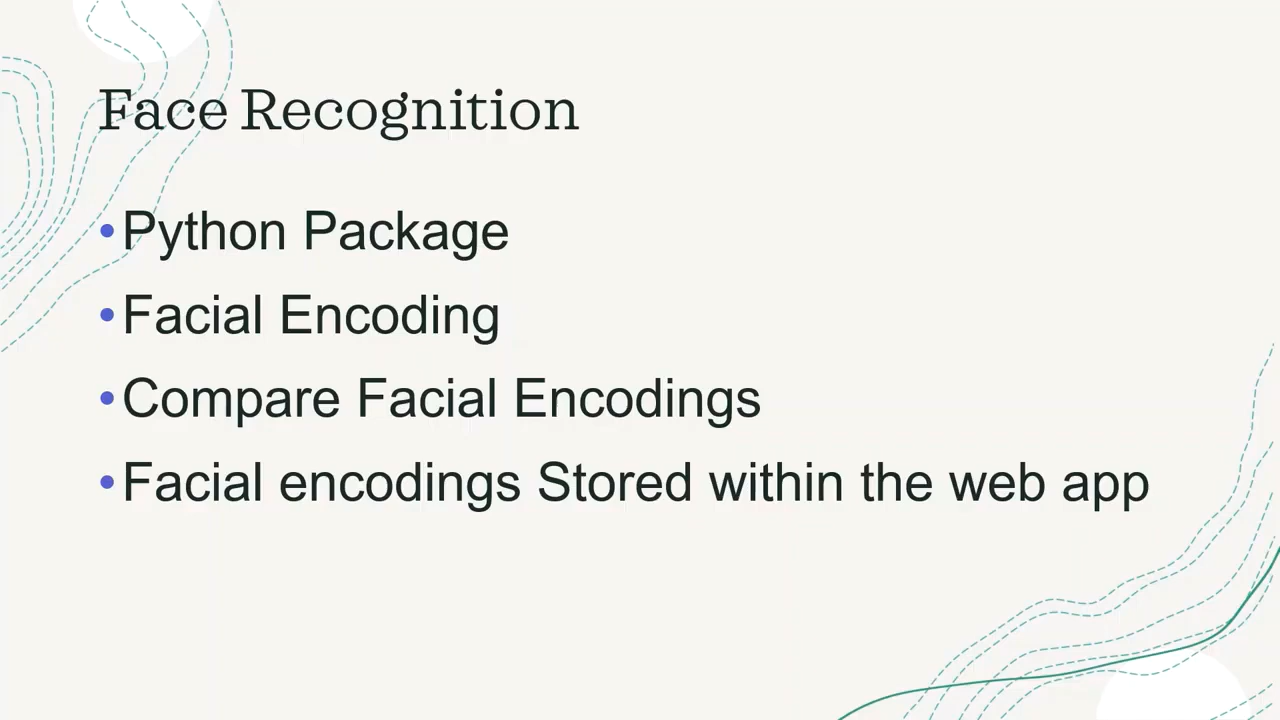 Face Recognition
•Python Package
•Facial Encoding
•Compare Facial Encodings
•Facial encodings Stored within the web app